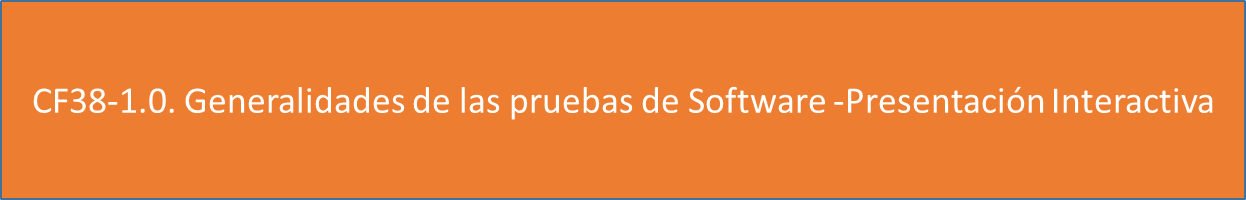 CF38-1.0. Generalidades de las pruebas de Software -Presentación Interactiva